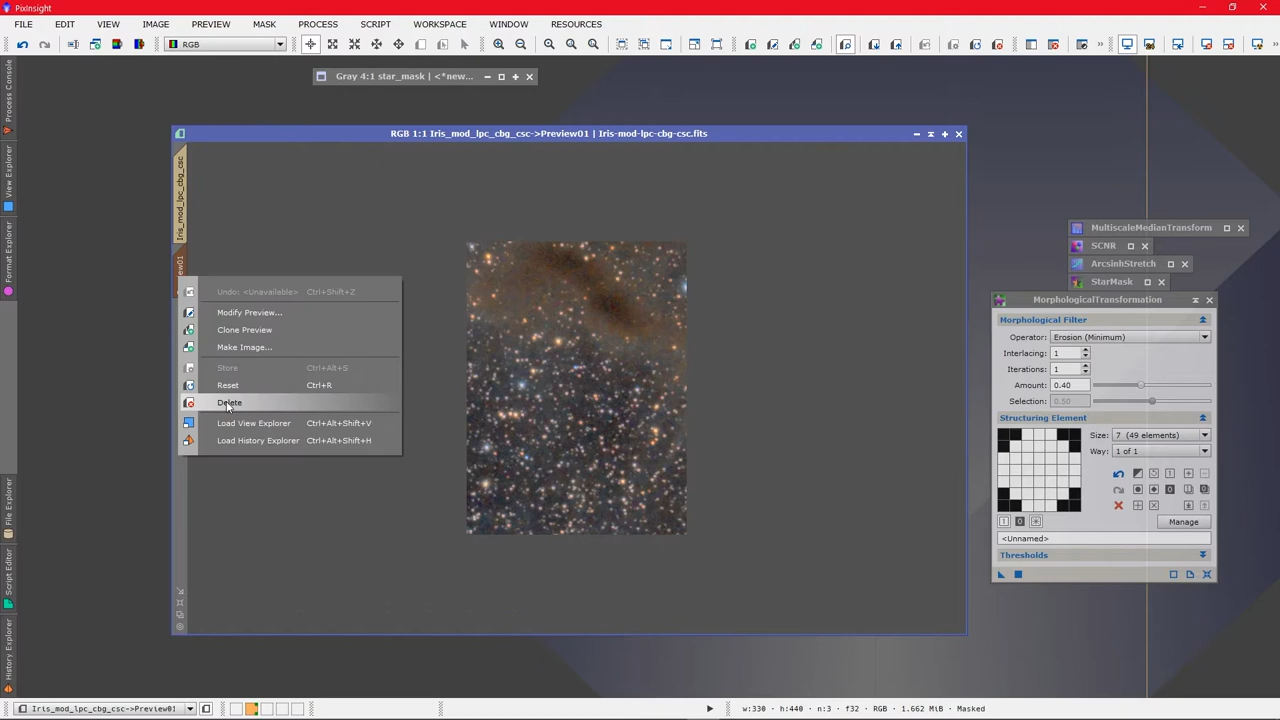 PixInsight
FILE EDIT VIEW IMAGE PREVIEW MASK PROCESS SCRIPT WORKSPACE WINDOW RESOURCES
RGB
Gray 4:1 star_mask | <*new...
RGB 1:1 Iris_mod_lpc_cbg_csc->Preview01 | Iris-mod-lpc-cbg-csc.fits
Process Console
View Explorer
Format Explorer
File Explorer
Script Editor
History Explorer
Iris_mod_lpc_cbg_csc
Undo: <Unavailable> Ctrl+Shift+Z
Modify Preview...
Clone Preview
Make Image...
Store Ctrl+Alt+S
Reset Ctrl+R
Delete
Load View Explorer Ctrl+Alt+Shift+V
Load History Explorer Ctrl+Alt+Shift+H
MultiscaleMedianTransform
SCNR
ArcsinhStretch
StarMask
MorphologicalTransformation
Morphological Filter
Operator: Erosion (Minimum)
Interlacing: 1
Iterations: 1
Amount: 0.40
Selection: 0.50
Structuring Element
Size: 7 (49 elements)
Way: 1 of 1
Manage
<Unnamed>
Thresholds
Iris_mod_lpc_cbg_csc->Preview01
w:330 · h:440 · n:3 · f32 · RGB · 1.662 MiB · Masked